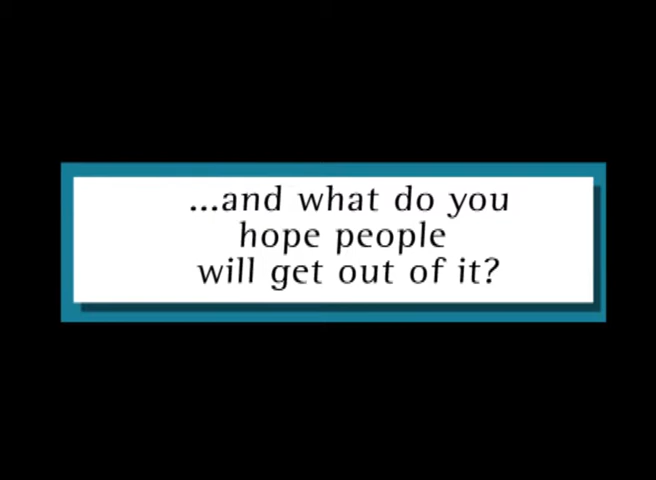 ...and what do you
hope people
will get out of it?